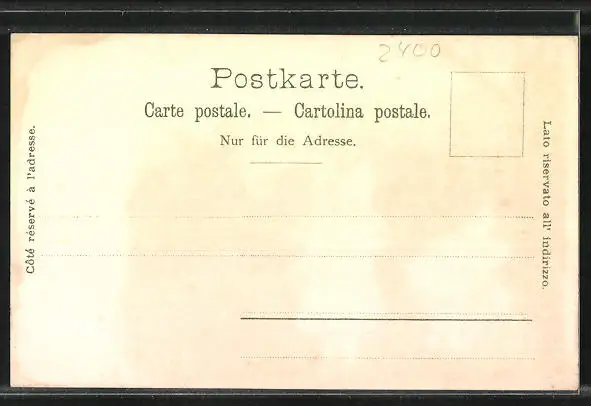 2400
Postkarte.
Carte postale. — Cartolina postale.
Nur für die Adresse.
Côté réservé à l'adresse.
Lato riservato all' indirizzo.